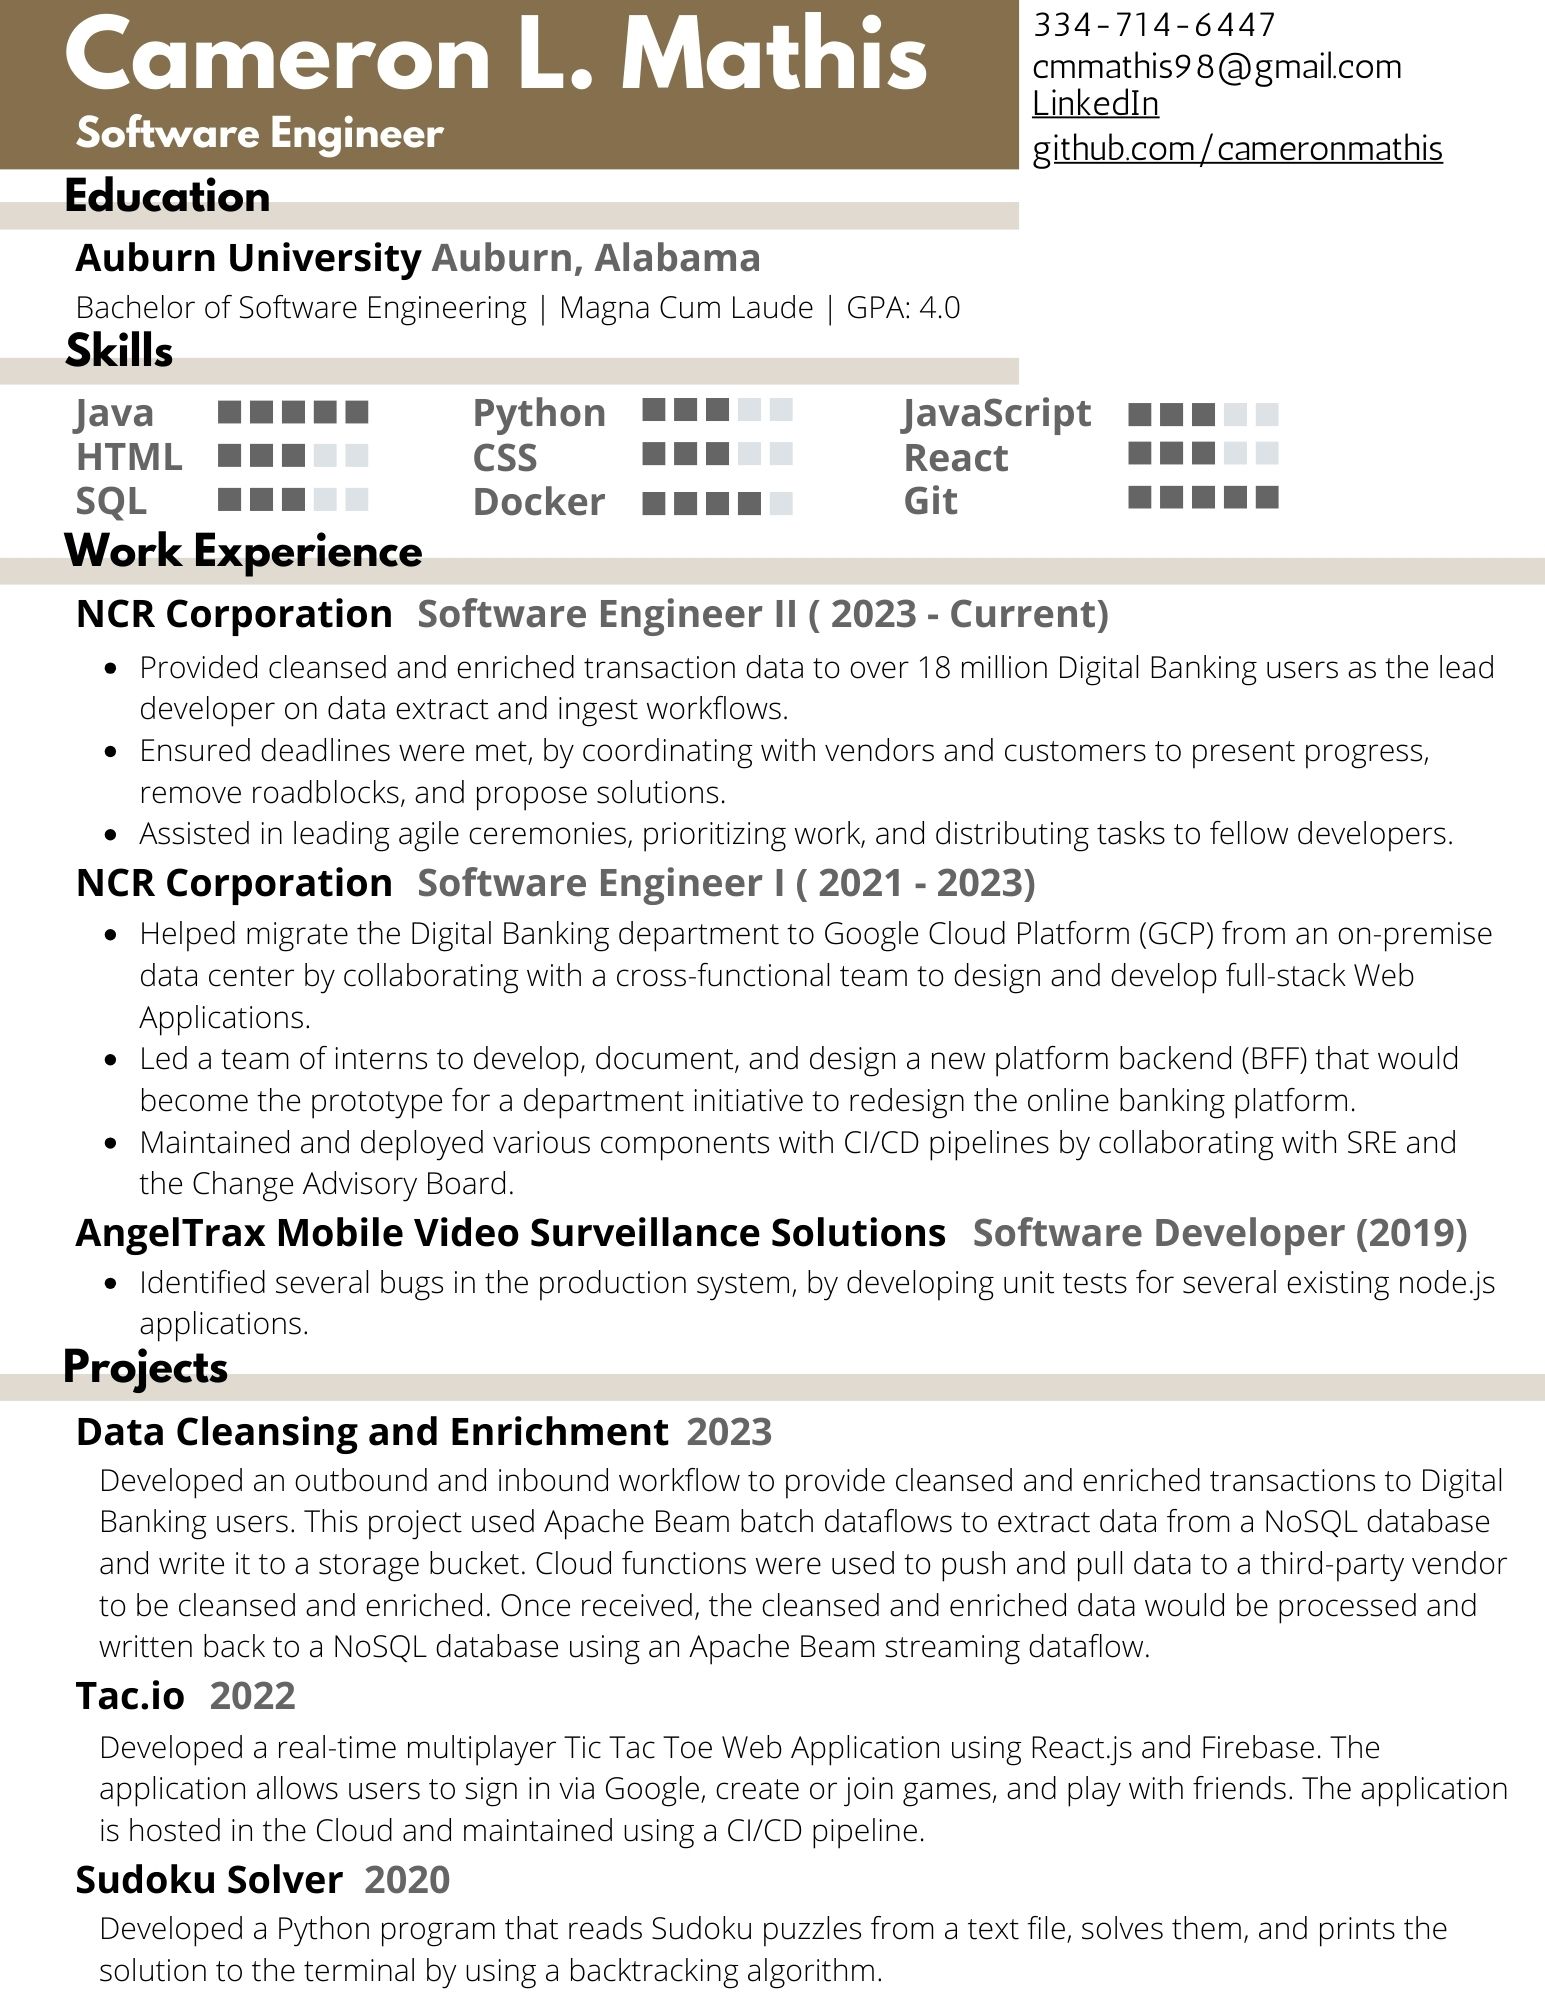 Cameron L. Mathis
Software Engineer
334-714-6447
cmmathis98@gmail.com
LinkedIn
github.com/cameronmathis
Education
Auburn University Auburn, Alabama
Bachelor of Software Engineering | Magna Cum Laude | GPA: 4.0
Skills
Java Python JavaScript
HTML CSS React
SQL Docker Git
Work Experience
NCR Corporation Software Engineer II ( 2023 - Current)
• Provided cleansed and enriched transaction data to over 18 million Digital Banking users as the lead
developer on data extract and ingest workflows.
• Ensured deadlines were met, by coordinating with vendors and customers to present progress,
remove roadblocks, and propose solutions.
• Assisted in leading agile ceremonies, prioritizing work, and distributing tasks to fellow developers.
NCR Corporation Software Engineer I ( 2021 - 2023)
• Helped migrate the Digital Banking department to Google Cloud Platform (GCP) from an on-premise
data center by collaborating with a cross-functional team to design and develop full-stack Web
Applications.
• Led a team of interns to develop, document, and design a new platform backend (BFF) that would
become the prototype for a department initiative to redesign the online banking platform.
• Maintained and deployed various components with CI/CD pipelines by collaborating with SRE and
the Change Advisory Board.
AngelTrax Mobile Video Surveillance Solutions Software Developer (2019)
• Identified several bugs in the production system, by developing unit tests for several existing node.js
applications.
Projects
Data Cleansing and Enrichment 2023
Developed an outbound and inbound workflow to provide cleansed and enriched transactions to Digital
Banking users. This project used Apache Beam batch dataflows to extract data from a NoSQL database
and write it to a storage bucket. Cloud functions were used to push and pull data to a third-party vendor
to be cleansed and enriched. Once received, the cleansed and enriched data would be processed and
written back to a NoSQL database using an Apache Beam streaming dataflow.
Tac.io 2022
Developed a real-time multiplayer Tic Tac Toe Web Application using React.js and Firebase. The
application allows users to sign in via Google, create or join games, and play with friends. The application
is hosted in the Cloud and maintained using a CI/CD pipeline.
Sudoku Solver 2020
Developed a Python program that reads Sudoku puzzles from a text file, solves them, and prints the
solution to the terminal by using a backtracking algorithm.